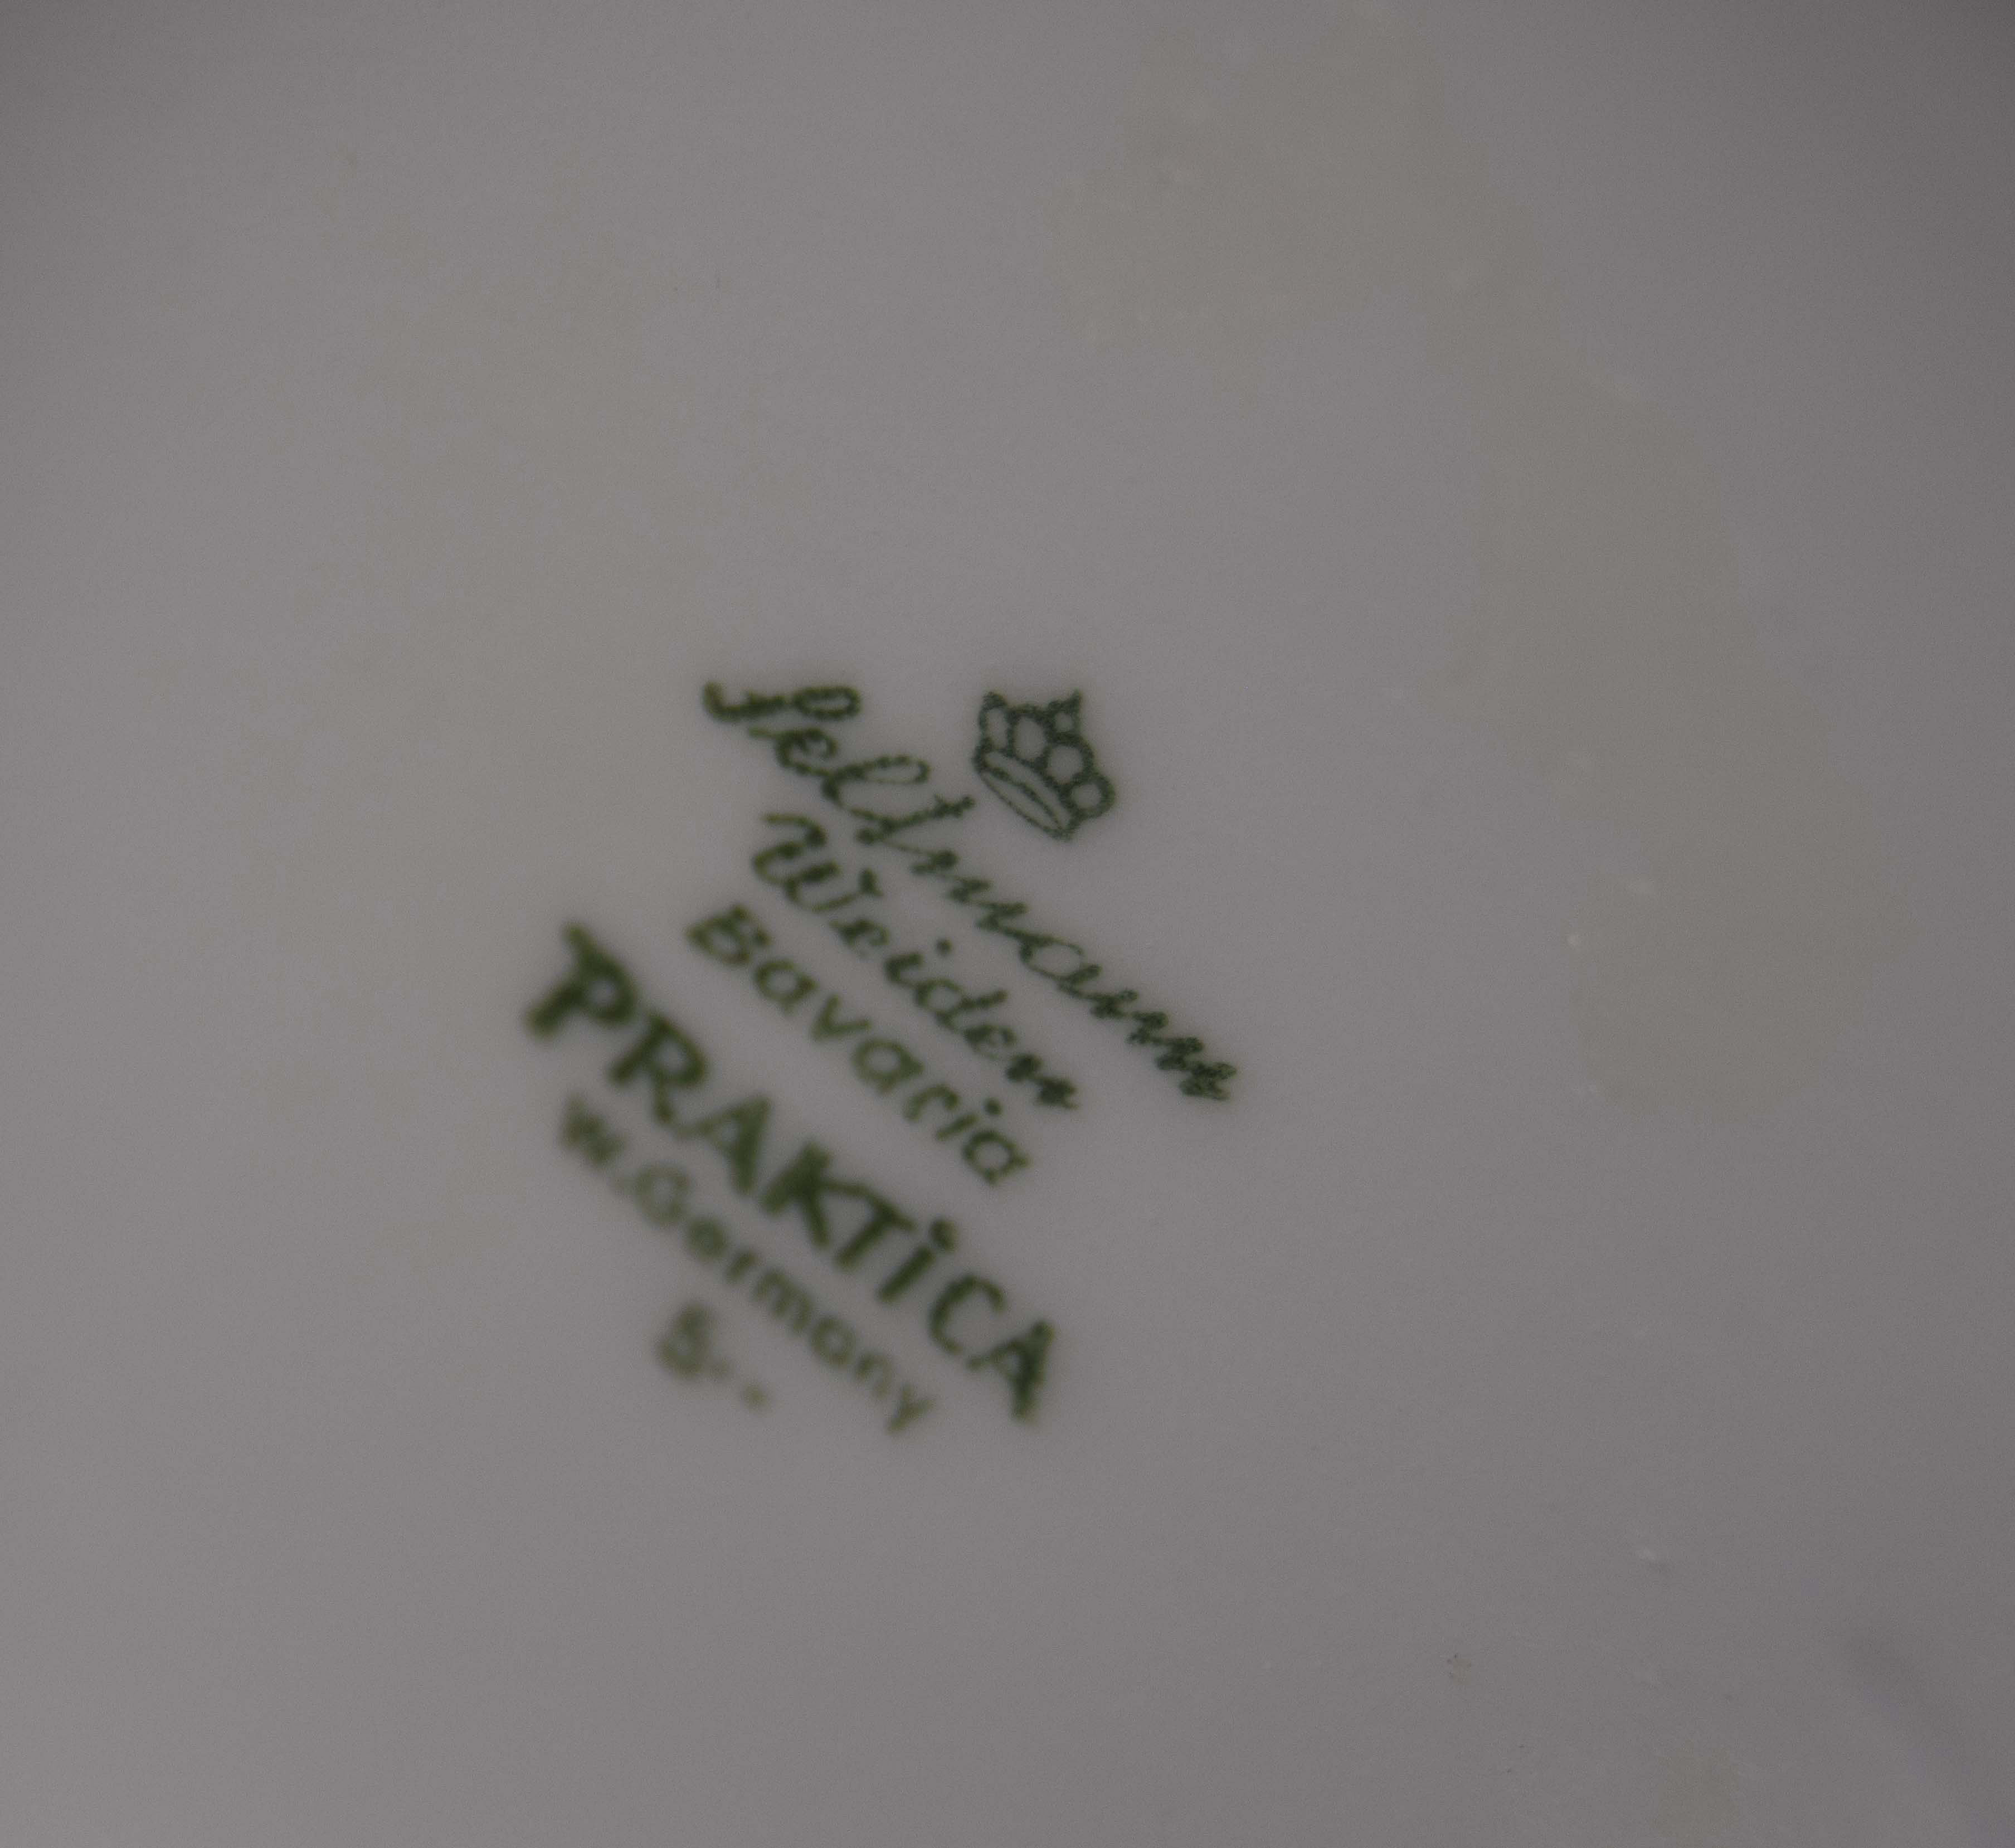 Seltmann
Weiden
Bavaria
PRAKTiCA
W.Germany